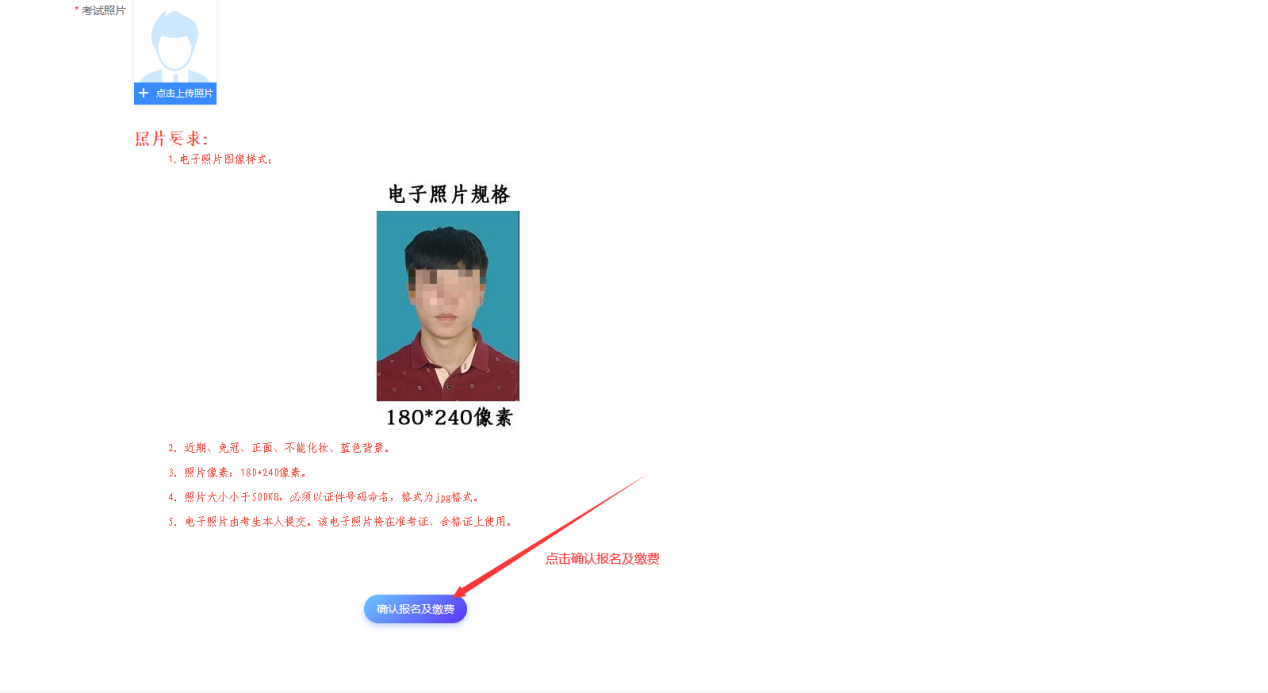 * 考试照片
+ 点击上传照片
照片要求：
1.电子照片图像样式：
电子照片规格
180*240像素
2. 近期、免冠、正面、不能化妆、蓝色背景。
3. 照片像素：180*240像素。
4. 照片大小小于500KB，必须以证件号码命名，格式为jpg格式。
5. 电子照片由考生本人提交。该电子照片将在准考证、合格证上使用。
点击确认报名及缴费
确认报名及缴费